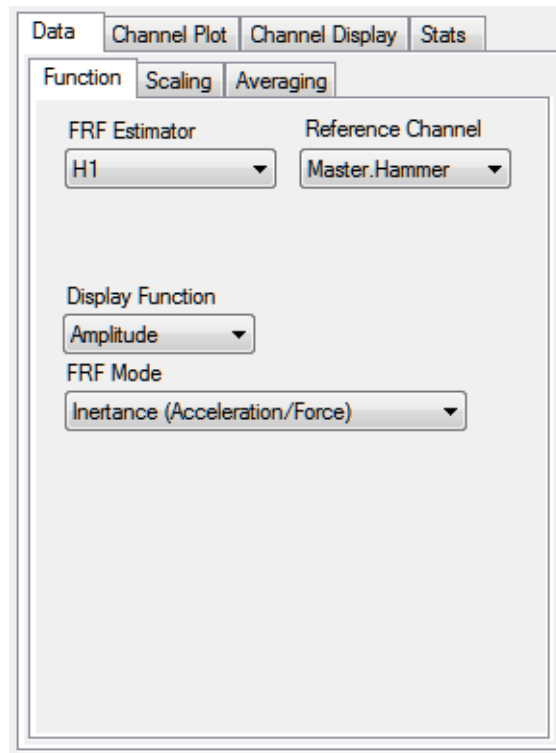 Data Channel Plot Channel Display Stats
Function Scaling Averaging
FRF Estimator Reference Channel
H1 Master.Hammer
Display Function
Amplitude
FRF Mode
Inertance (Acceleration/Force)